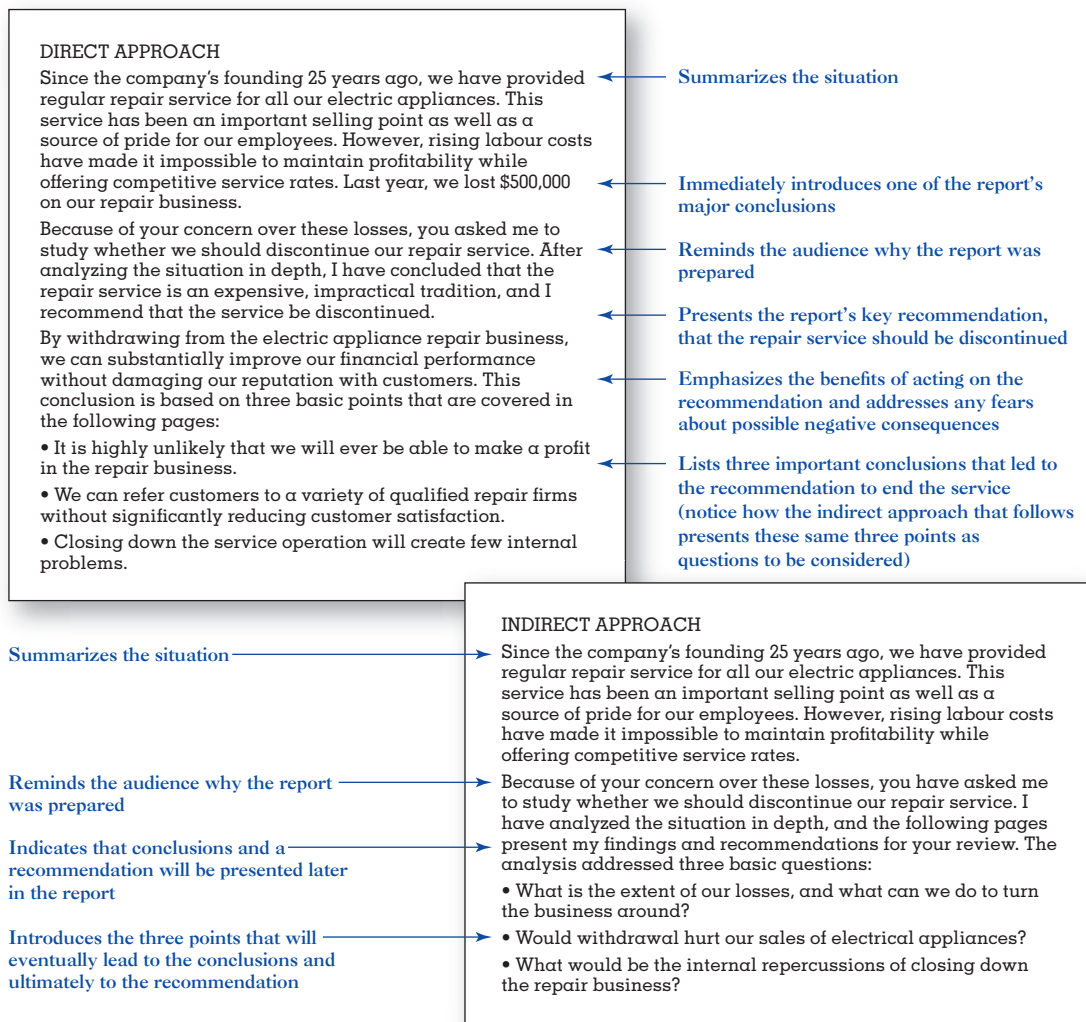 DIRECT APPROACH
Since the company's founding 25 years ago, we have provided
regular repair service for all our electric appliances. This
service has been an important selling point as well as a
source of pride for our employees. However, rising labour costs
have made it impossible to maintain profitability while
offering competitive service rates. Last year, we lost $500,000
on our repair business.
Because of your concern over these losses, you asked me to
study whether we should discontinue our repair service. After
analyzing the situation in depth, I have concluded that the
repair service is an expensive, impractical tradition, and I
recommend that the service be discontinued.
By withdrawing from the electric appliance repair business,
we can substantially improve our financial performance
without damaging our reputation with customers. This
conclusion is based on three basic points that are covered in
the following pages:
• It is highly unlikely that we will ever be able to make a profit
in the repair business.
• We can refer customers to a variety of qualified repair firms
without significantly reducing customer satisfaction.
• Closing down the service operation will create few internal
problems.
Summarizes the situation
Immediately introduces one of the report's
major conclusions
Reminds the audience why the report was
prepared
Presents the report's key recommendation,
that the repair service should be discontinued
Emphasizes the benefits of acting on the
recommendation and addresses any fears
about possible negative consequences
Lists three important conclusions that led to
the recommendation to end the service
(notice how the indirect approach that follows
presents these same three points as
questions to be considered)
Summarizes the situation
Reminds the audience why the report
was prepared
Indicates that conclusions and a
recommendation will be presented later
in the report
Introduces the three points that will
eventually lead to the conclusions and
ultimately to the recommendation
INDIRECT APPROACH
Since the company's founding 25 years ago, we have provided
regular repair service for all our electric appliances. This
service has been an important selling point as well as a
source of pride for our employees. However, rising labour costs
have made it impossible to maintain profitability while
offering competitive service rates.
Because of your concern over these losses, you have asked me
to study whether we should discontinue our repair service. I
have analyzed the situation in depth, and the following pages
present my findings and recommendations for your review. The
analysis addressed three basic questions:
• What is the extent of our losses, and what can we do to turn
the business around?
• Would withdrawal hurt our sales of electrical appliances?
• What would be the internal repercussions of closing down
the repair business?